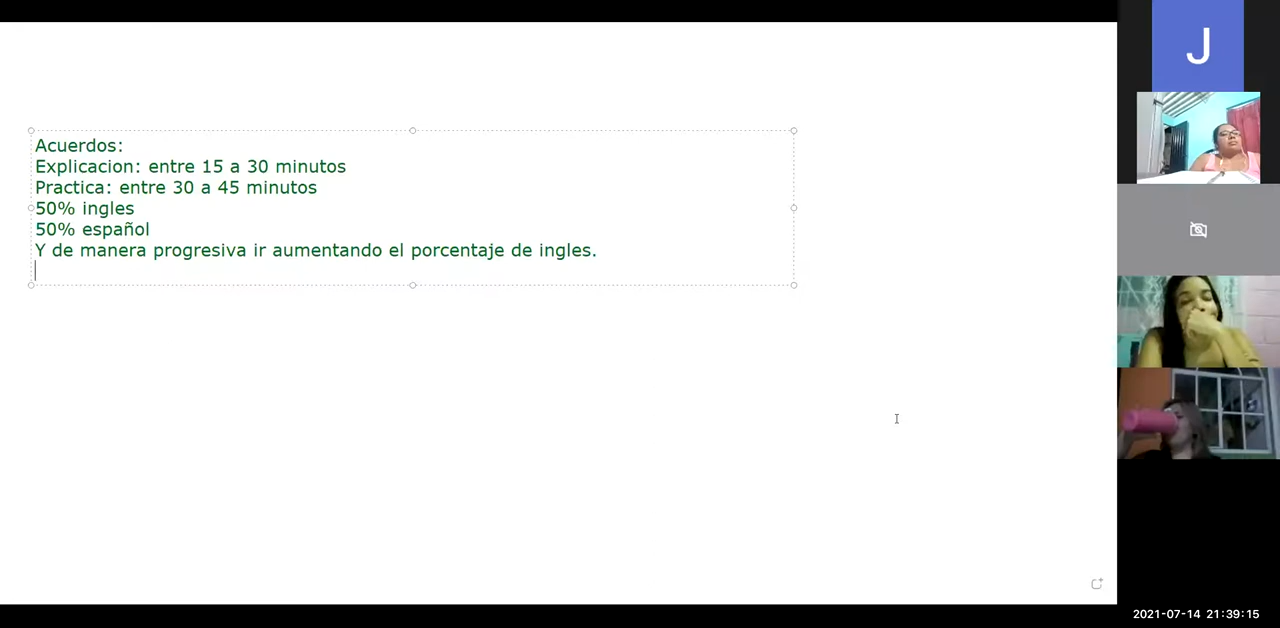 Acuerdos:
Explicacion: entre 15 a 30 minutos
Practica: entre 30 a 45 minutos
50% ingles
50% español
Y de manera progresiva ir aumentando el porcentaje de ingles.
J
2021-07-14 21:39:15